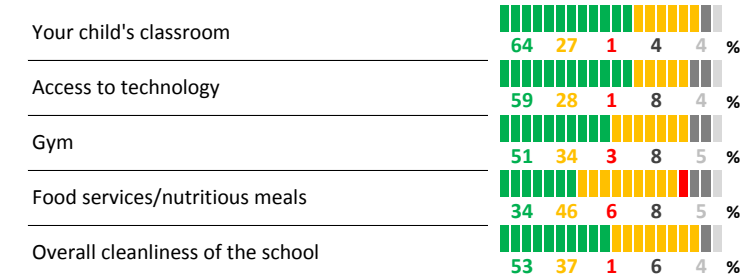 Your child's classroom
64 27 1 4 4 %
Access to technology
59 28 1 8 4 %
Gym
51 34 3 8 5 %
Food services/nutritious meals
34 46 6 8 5 %
Overall cleanliness of the school
53 37 1 6 4 %